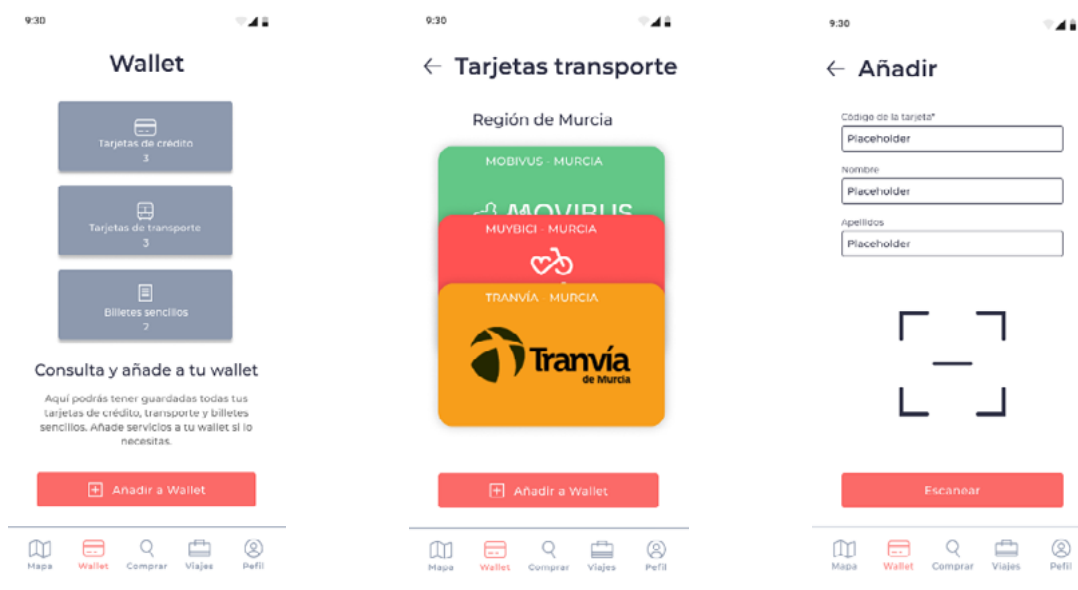 9:30
Wallet
Tarjetas de crédito
3
Tarjetas de transporte
3
Billetes sencillos
2
Consulta y añade a tu wallet
Aquí podrás tener guardadas todas tus
tarjetas de crédito, transporte y billetes
sencillos. Añade servicios a tu wallet si lo
necesitas.
Añadir a Wallet
Mapa
Wallet
Comprar
Viajes
Pefil
9:30
Tarjetas transporte
Región de Murcia
MOBIVUS - MURCIA
MOVIBUS
MUYBICI - MURCIA
TRANVÍA - MURCIA
Tranvía
de Murcia
Añadir a Wallet
Mapa
Wallet
Comprar
Viajes
Pefil
9:30
Añadir
Código de la tarjeta*
Placeholder
Nombre
Placeholder
Apellidos
Placeholder
Escanear
Mapa
Wallet
Comprar
Viajes
Pefil